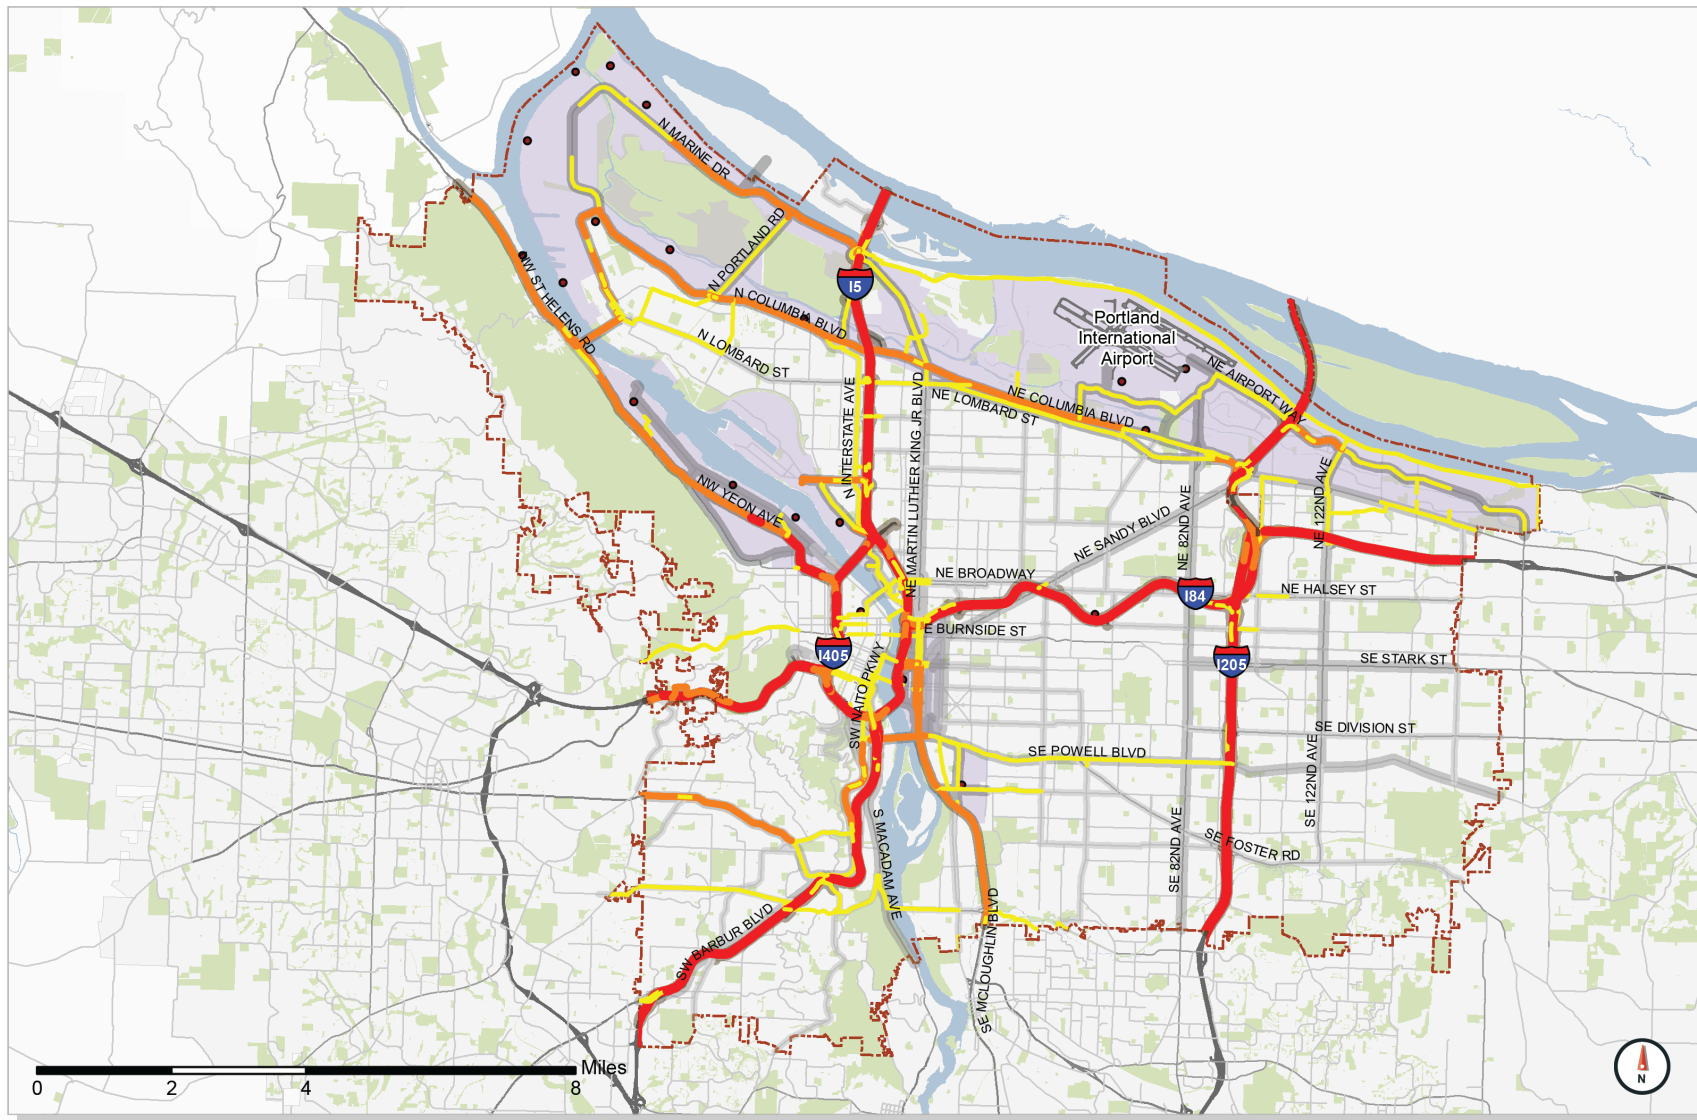 N MARINE DR
N PORTLAND RD
NW ST HELENS RD
I5
N COLUMBIA BLVD
Portland
International
Airport
N LOMBARD ST
NE AIRPORT WAY
N INTERSTATE AVE
NE MARTIN LUTHER KING JR BLVD
NE LOMBARD ST
NE COLUMBIA BLVD
NW YEON AVE
NE 82ND AVE
NE 122ND AVE
NE SANDY BLVD
NE BROADWAY
I84
NE HALSEY ST
E BURNSIDE ST
I405
I205
SE STARK ST
SW NAITO PKWY
SE DIVISION ST
SE POWELL BLVD
SE 122ND AVE
S MACADAM AVE
SE 82ND AVE
SE FOSTER RD
SW BARBUR BLVD
SE MCLOUGHLIN BLVD
Miles
0 2 4 8
N